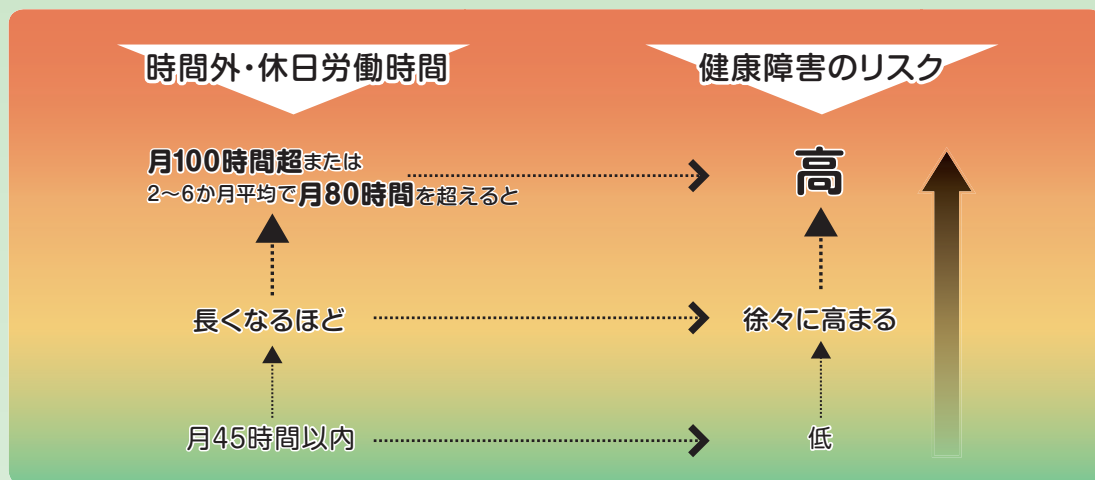 時間外・休日労働時間
健康障害のリスク
月100時間超または
2～6か月平均で月80時間を超えると
高
長くなるほど
徐々に高まる
月45時間以内
低